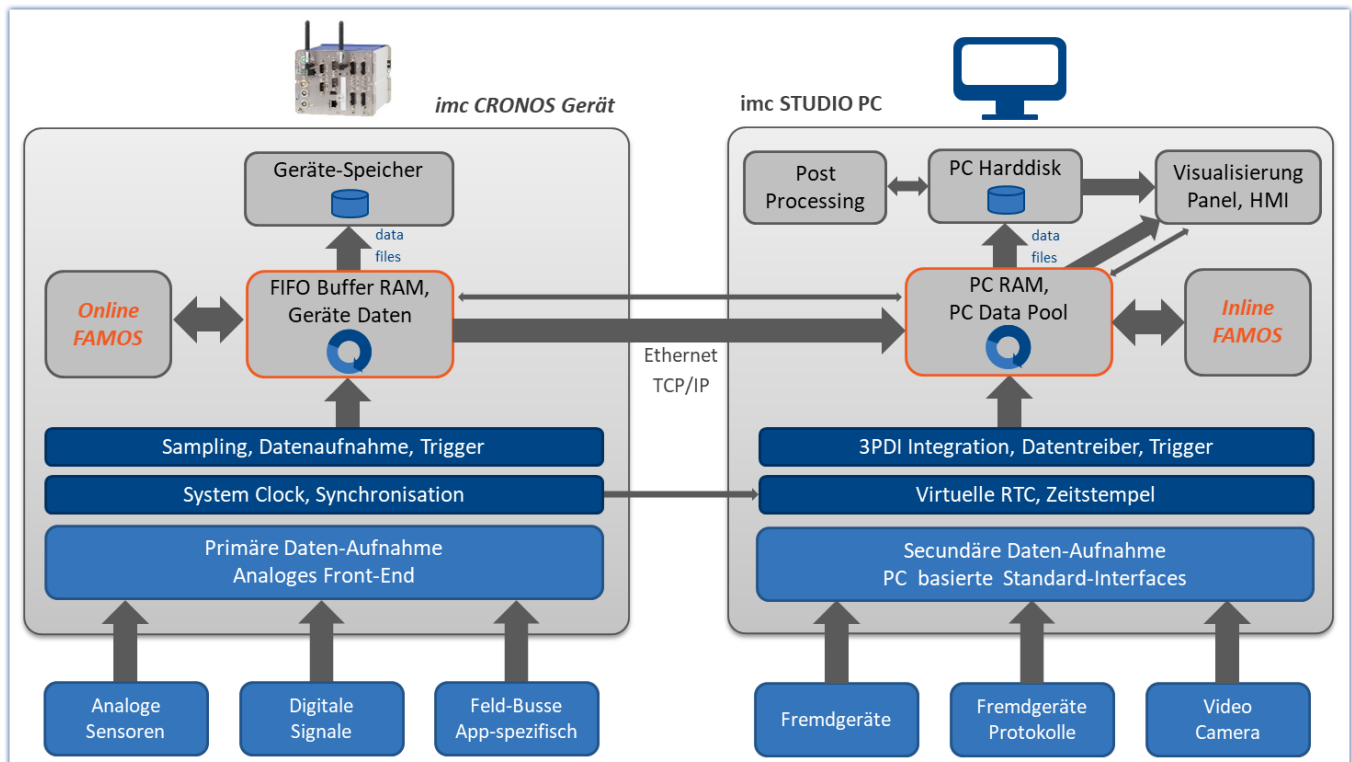 imc CRONOS Gerät
Geräte-Speicher
data
files
Online
FAMOS
FIFO Buffer RAM,
Geräte Daten
Sampling, Datenaufnahme, Trigger
System Clock, Synchronisation
Primäre Daten-Aufnahme
Analoges Front-End
Analoge
Sensoren
Digitale
Signale
Feld-Busse
App-spezifisch
Ethernet
TCP/IP
imc STUDIO PC
Post
Processing
PC Harddisk
Visualisierung
Panel, HMI
data
files
PC RAM,
PC Data Pool
Inline
FAMOS
3PDI Integration, Datentreiber, Trigger
Virtuelle RTC, Zeitstempel
Secundäre Daten-Aufnahme
PC basierte Standard-Interfaces
Fremdgeräte
Fremdgeräte
Protokolle
Video
Camera